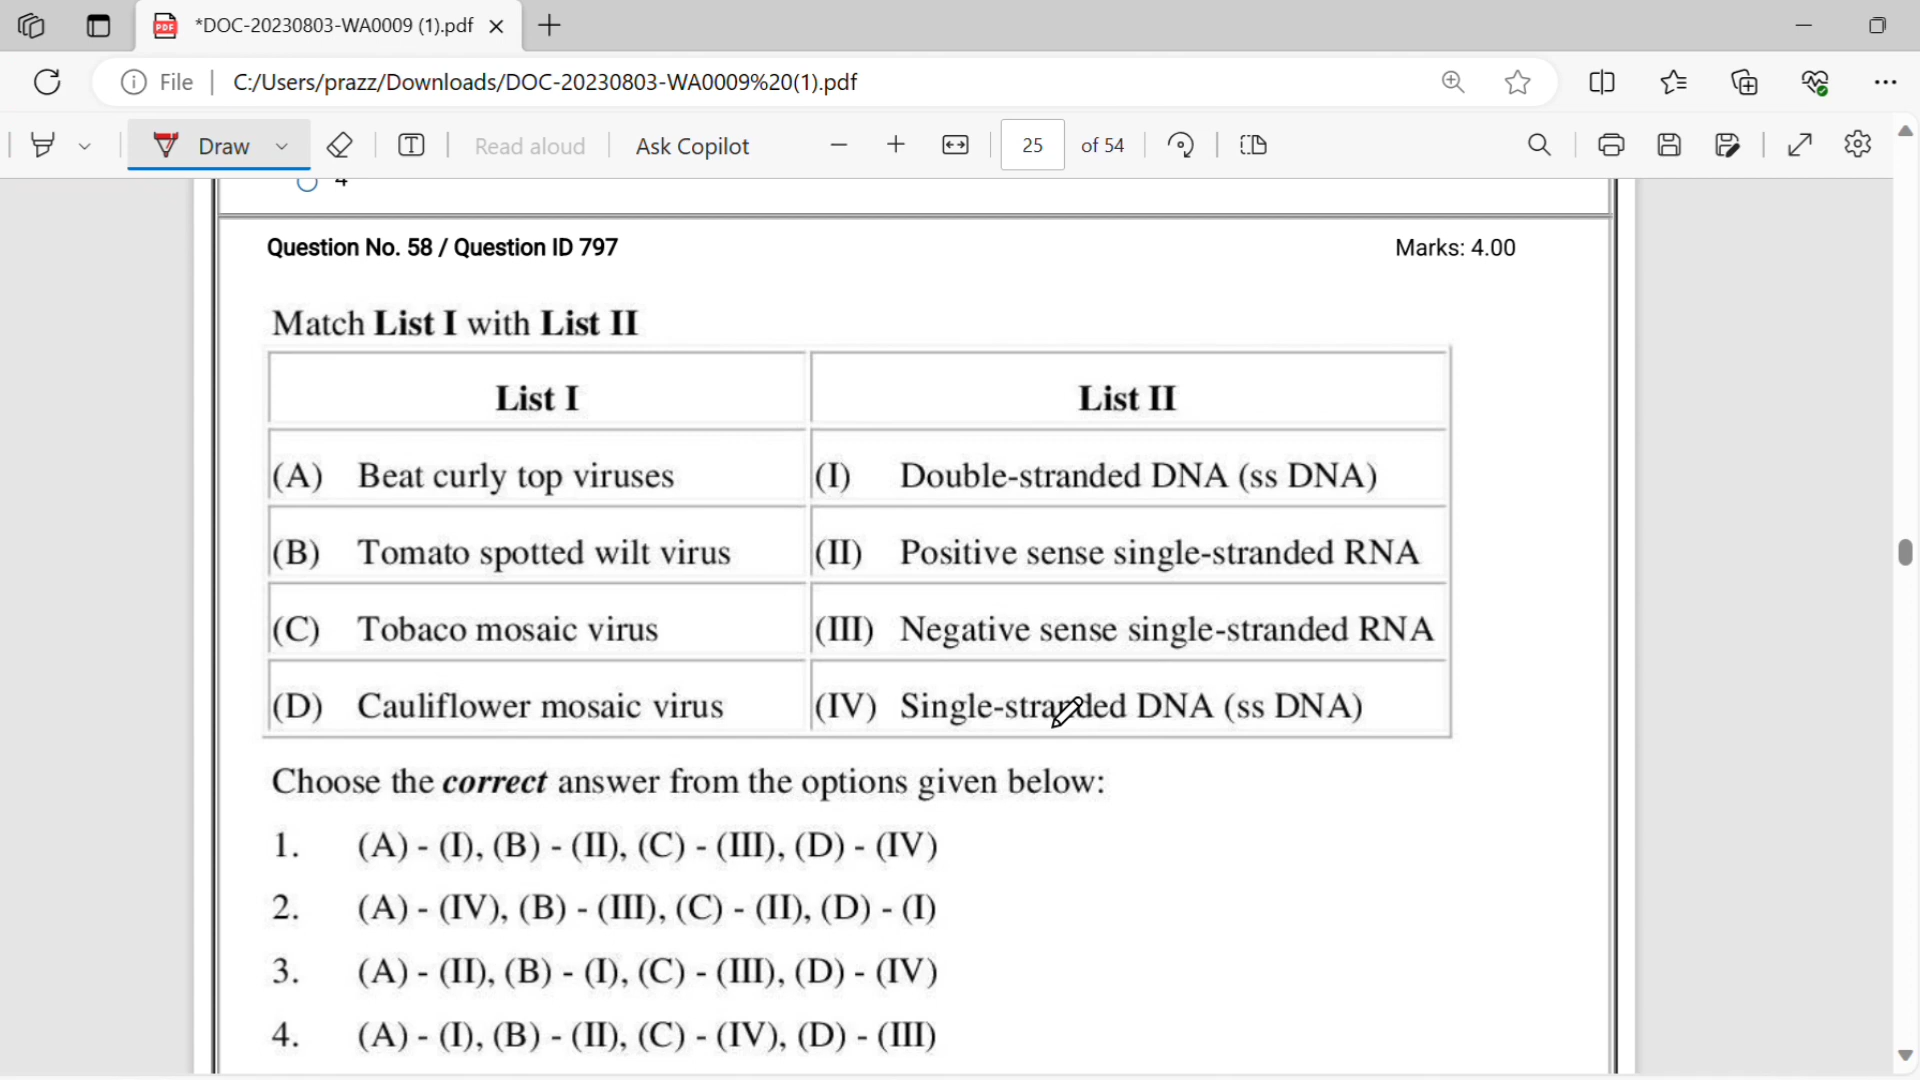 *DOC-20230803-WA0009 (1).pdf
File C:/Users/prazz/Downloads/DOC-20230803-WA0009%20(1).pdf
Draw Read aloud Ask Copilot 25 of 54
4
Question No. 58 / Question ID 797 Marks: 4.00
Match List I with List II
List I List II
(A) Beat curly top viruses (I) Double-stranded DNA (ss DNA)
(B) Tomato spotted wilt virus (II) Positive sense single-stranded RNA
(C) Tobaco mosaic virus (III) Negative sense single-stranded RNA
(D) Cauliflower mosaic virus (IV) Single-stranded DNA (ss DNA)
Choose the correct answer from the options given below:
1. (A) - (I), (B) - (II), (C) - (III), (D) - (IV)
2. (A) - (IV), (B) - (III), (C) - (II), (D) - (I)
3. (A) - (II), (B) - (I), (C) - (III), (D) - (IV)
4. (A) - (I), (B) - (II), (C) - (IV), (D) - (III)